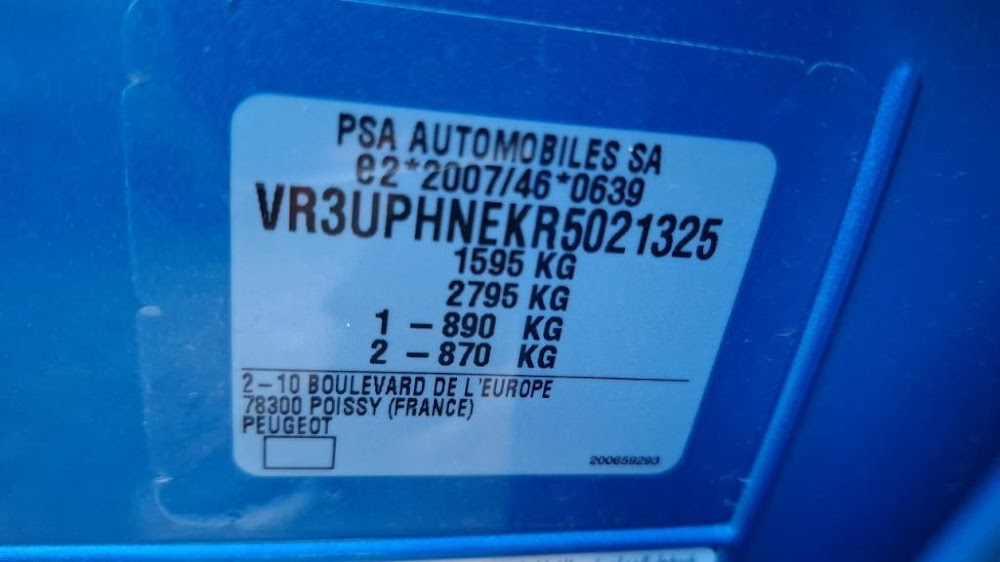 PSA AUTOMOBILES SA
e2*2007/46*0639
VR3UPHNEKR5021325
1595 KG
2795 KG
1 - 890 KG
2 - 870 KG
2-10 BOULEVARD DE L'EUROPE
78300 POISSY (FRANCE)
PEUGEOT
200659293